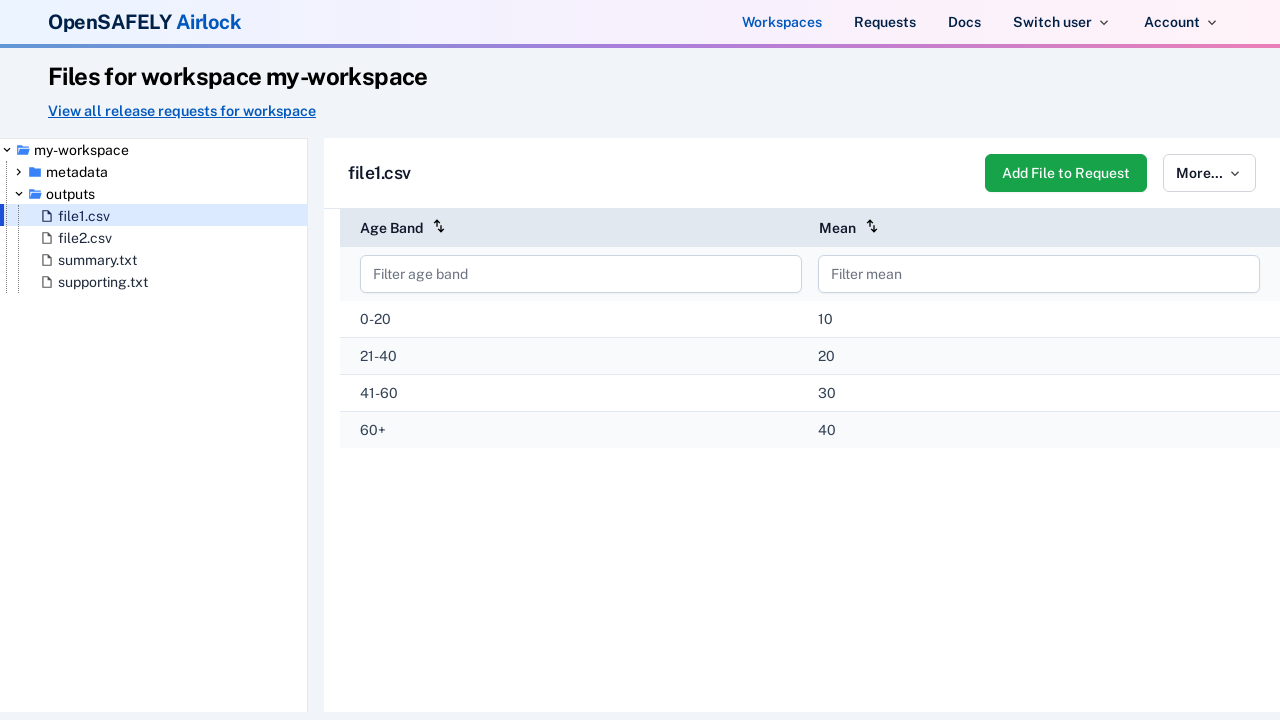 OpenSAFELY Airlock
Workspaces
Requests
Docs
Switch user
Account
Files for workspace my-workspace
View all release requests for workspace
my-workspace
metadata
outputs
file1.csv
file2.csv
summary.txt
supporting.txt
file1.csv
Add File to Request
More...
Age Band
Mean
Filter age band
Filter mean
0-20
10
21-40
20
41-60
30
60+
40